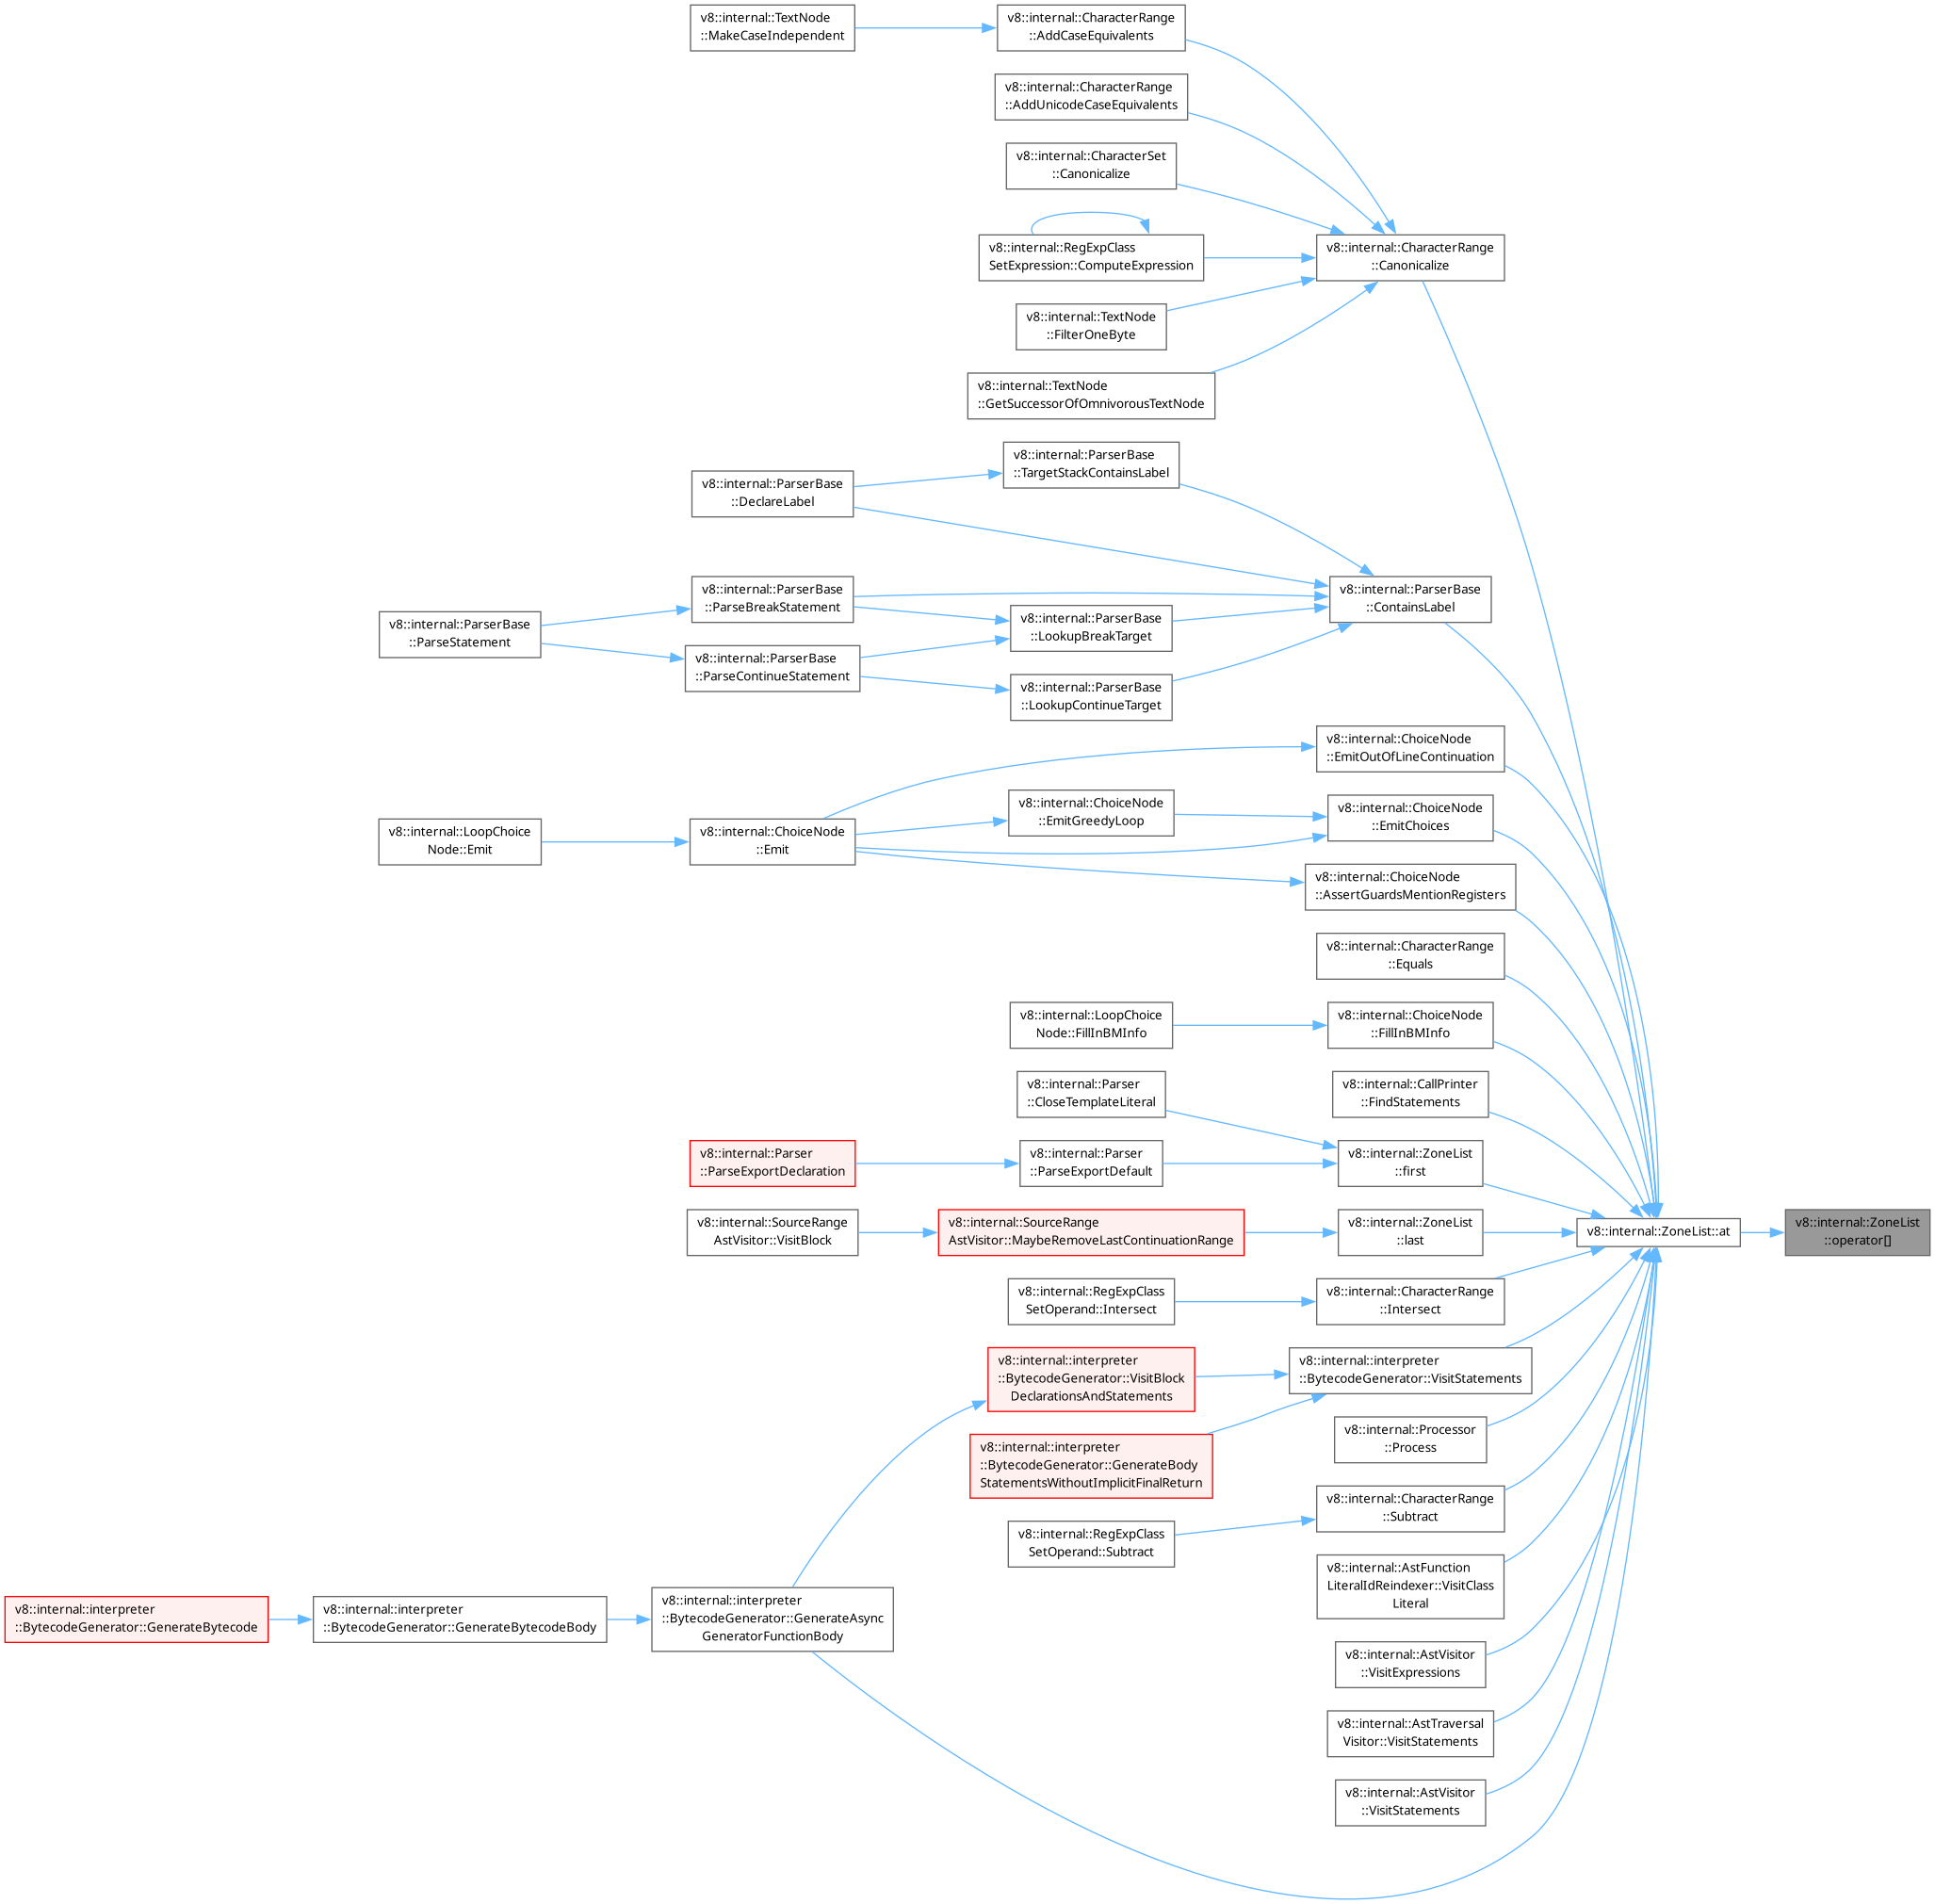 v8::internal::TextNode
::MakeCaseIndependent
v8::internal::CharacterRange
::AddCaseEquivalents
v8::internal::CharacterRange
::AddUnicodeCaseEquivalents
v8::internal::CharacterSet
::Canonicalize
v8::internal::RegExpClass
SetExpression::ComputeExpression
v8::internal::CharacterRange
::Canonicalize
v8::internal::TextNode
::FilterOneByte
v8::internal::TextNode
::GetSuccessorOfOmnivorousTextNode
v8::internal::ParserBase
::TargetStackContainsLabel
v8::internal::ParserBase
::DeclareLabel
v8::internal::ParserBase
::ParseBreakStatement
v8::internal::ParserBase
::ContainsLabel
v8::internal::ParserBase
::ParseStatement
v8::internal::ParserBase
::LookupBreakTarget
v8::internal::ParserBase
::ParseContinueStatement
v8::internal::ParserBase
::LookupContinueTarget
v8::internal::ChoiceNode
::EmitOutOfLineContinuation
v8::internal::ChoiceNode
::EmitGreedyLoop
v8::internal::ChoiceNode
::EmitChoices
v8::internal::LoopChoice
Node::Emit
v8::internal::ChoiceNode
::Emit
v8::internal::ChoiceNode
::AssertGuardsMentionRegisters
v8::internal::CharacterRange
::Equals
v8::internal::LoopChoice
Node::FillInBMInfo
v8::internal::ChoiceNode
::FillInBMInfo
v8::internal::Parser
::CloseTemplateLiteral
v8::internal::CallPrinter
::FindStatements
v8::internal::Parser
::ParseExportDeclaration
v8::internal::Parser
::ParseExportDefault
v8::internal::ZoneList
::first
v8::internal::SourceRange
AstVisitor::VisitBlock
v8::internal::SourceRange
AstVisitor::MaybeRemoveLastContinuationRange
v8::internal::ZoneList
::last
v8::internal::ZoneList::at
v8::internal::ZoneList
::operator[]
v8::internal::RegExpClass
SetOperand::Intersect
v8::internal::CharacterRange
::Intersect
v8::internal::interpreter
::BytecodeGenerator::VisitBlock
DeclarationsAndStatements
v8::internal::interpreter
::BytecodeGenerator::VisitStatements
v8::internal::interpreter
::BytecodeGenerator::GenerateBody
StatementsWithoutImplicitFinalReturn
v8::internal::Processor
::Process
v8::internal::CharacterRange
::Subtract
v8::internal::RegExpClass
SetOperand::Subtract
v8::internal::AstFunction
LiteralIdReindexer::VisitClass
Literal
v8::internal::interpreter
::BytecodeGenerator::GenerateBytecode
v8::internal::interpreter
::BytecodeGenerator::GenerateBytecodeBody
v8::internal::interpreter
::BytecodeGenerator::GenerateAsync
GeneratorFunctionBody
v8::internal::AstVisitor
::VisitExpressions
v8::internal::AstTraversal
Visitor::VisitStatements
v8::internal::AstVisitor
::VisitStatements